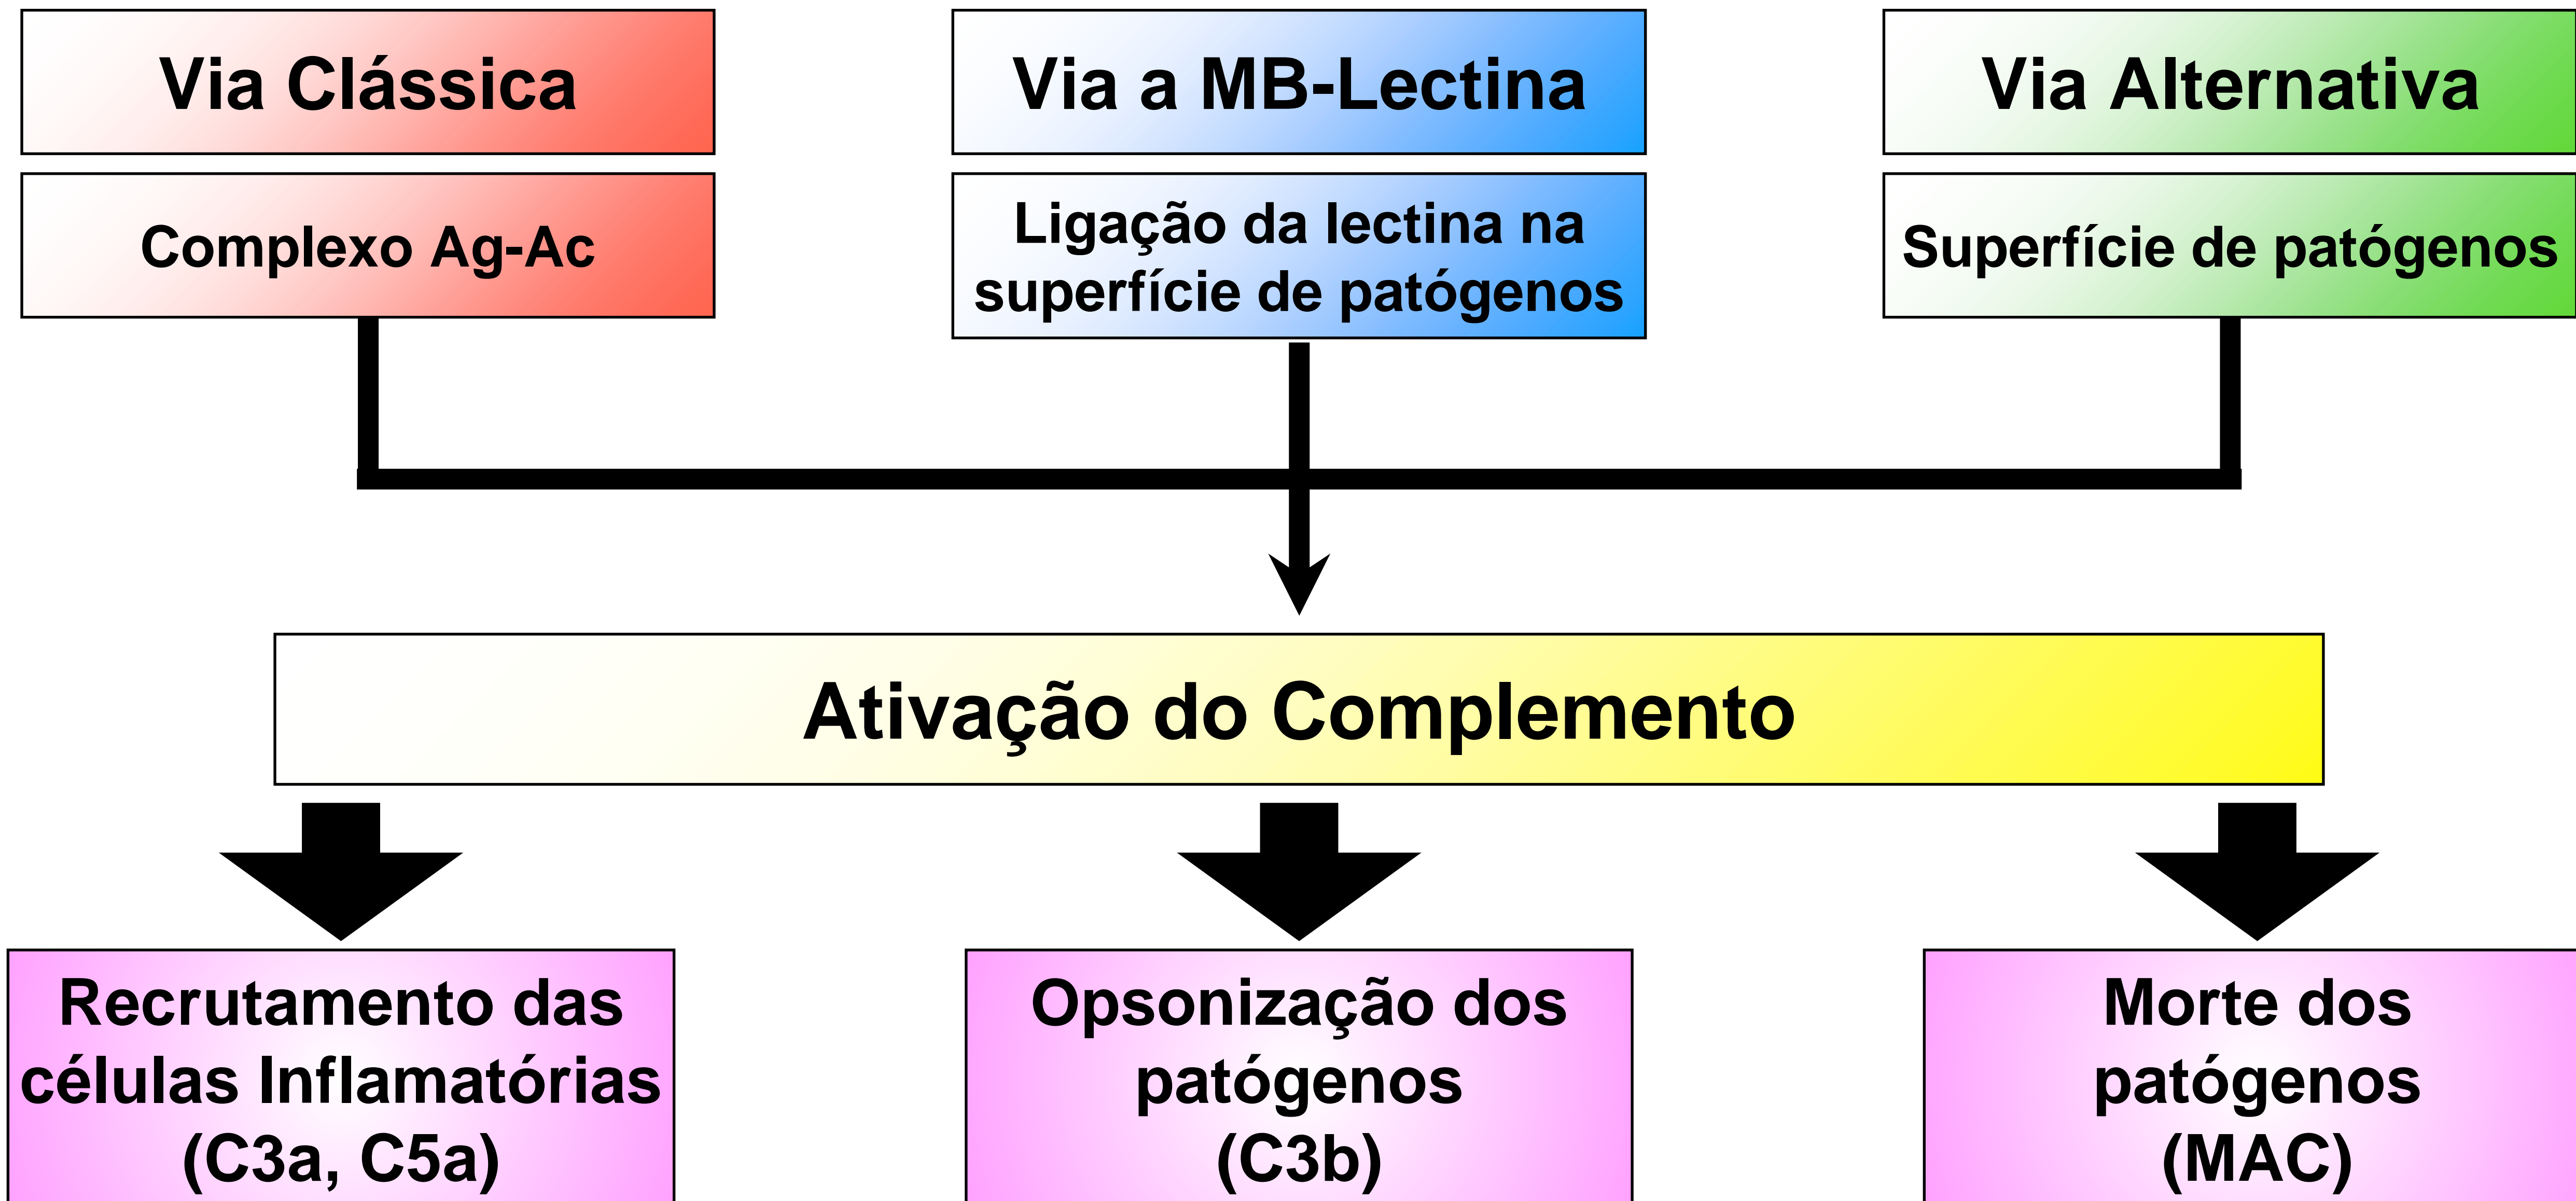 Via Clássica
Via a MB-Lectina
Via Alternativa
Complexo Ag-Ac
Ligação da lectina na
superfície de patógenos
Superfície de patógenos
Ativação do Complemento
Recrutamento das
células Inflamatórias
(C3a, C5a)
Opsonização dos
patógenos
(C3b)
Morte dos
patógenos
(MAC)